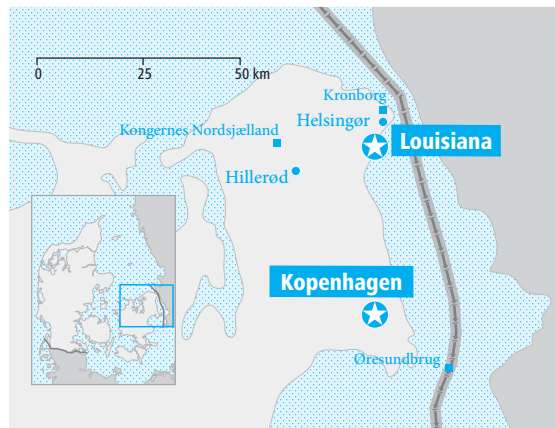 0 25 50 km
Kronborg
Helsingør
Kongernes Nordsjælland
Louisiana
Hillerød
Kopenhagen
Øresundbrug